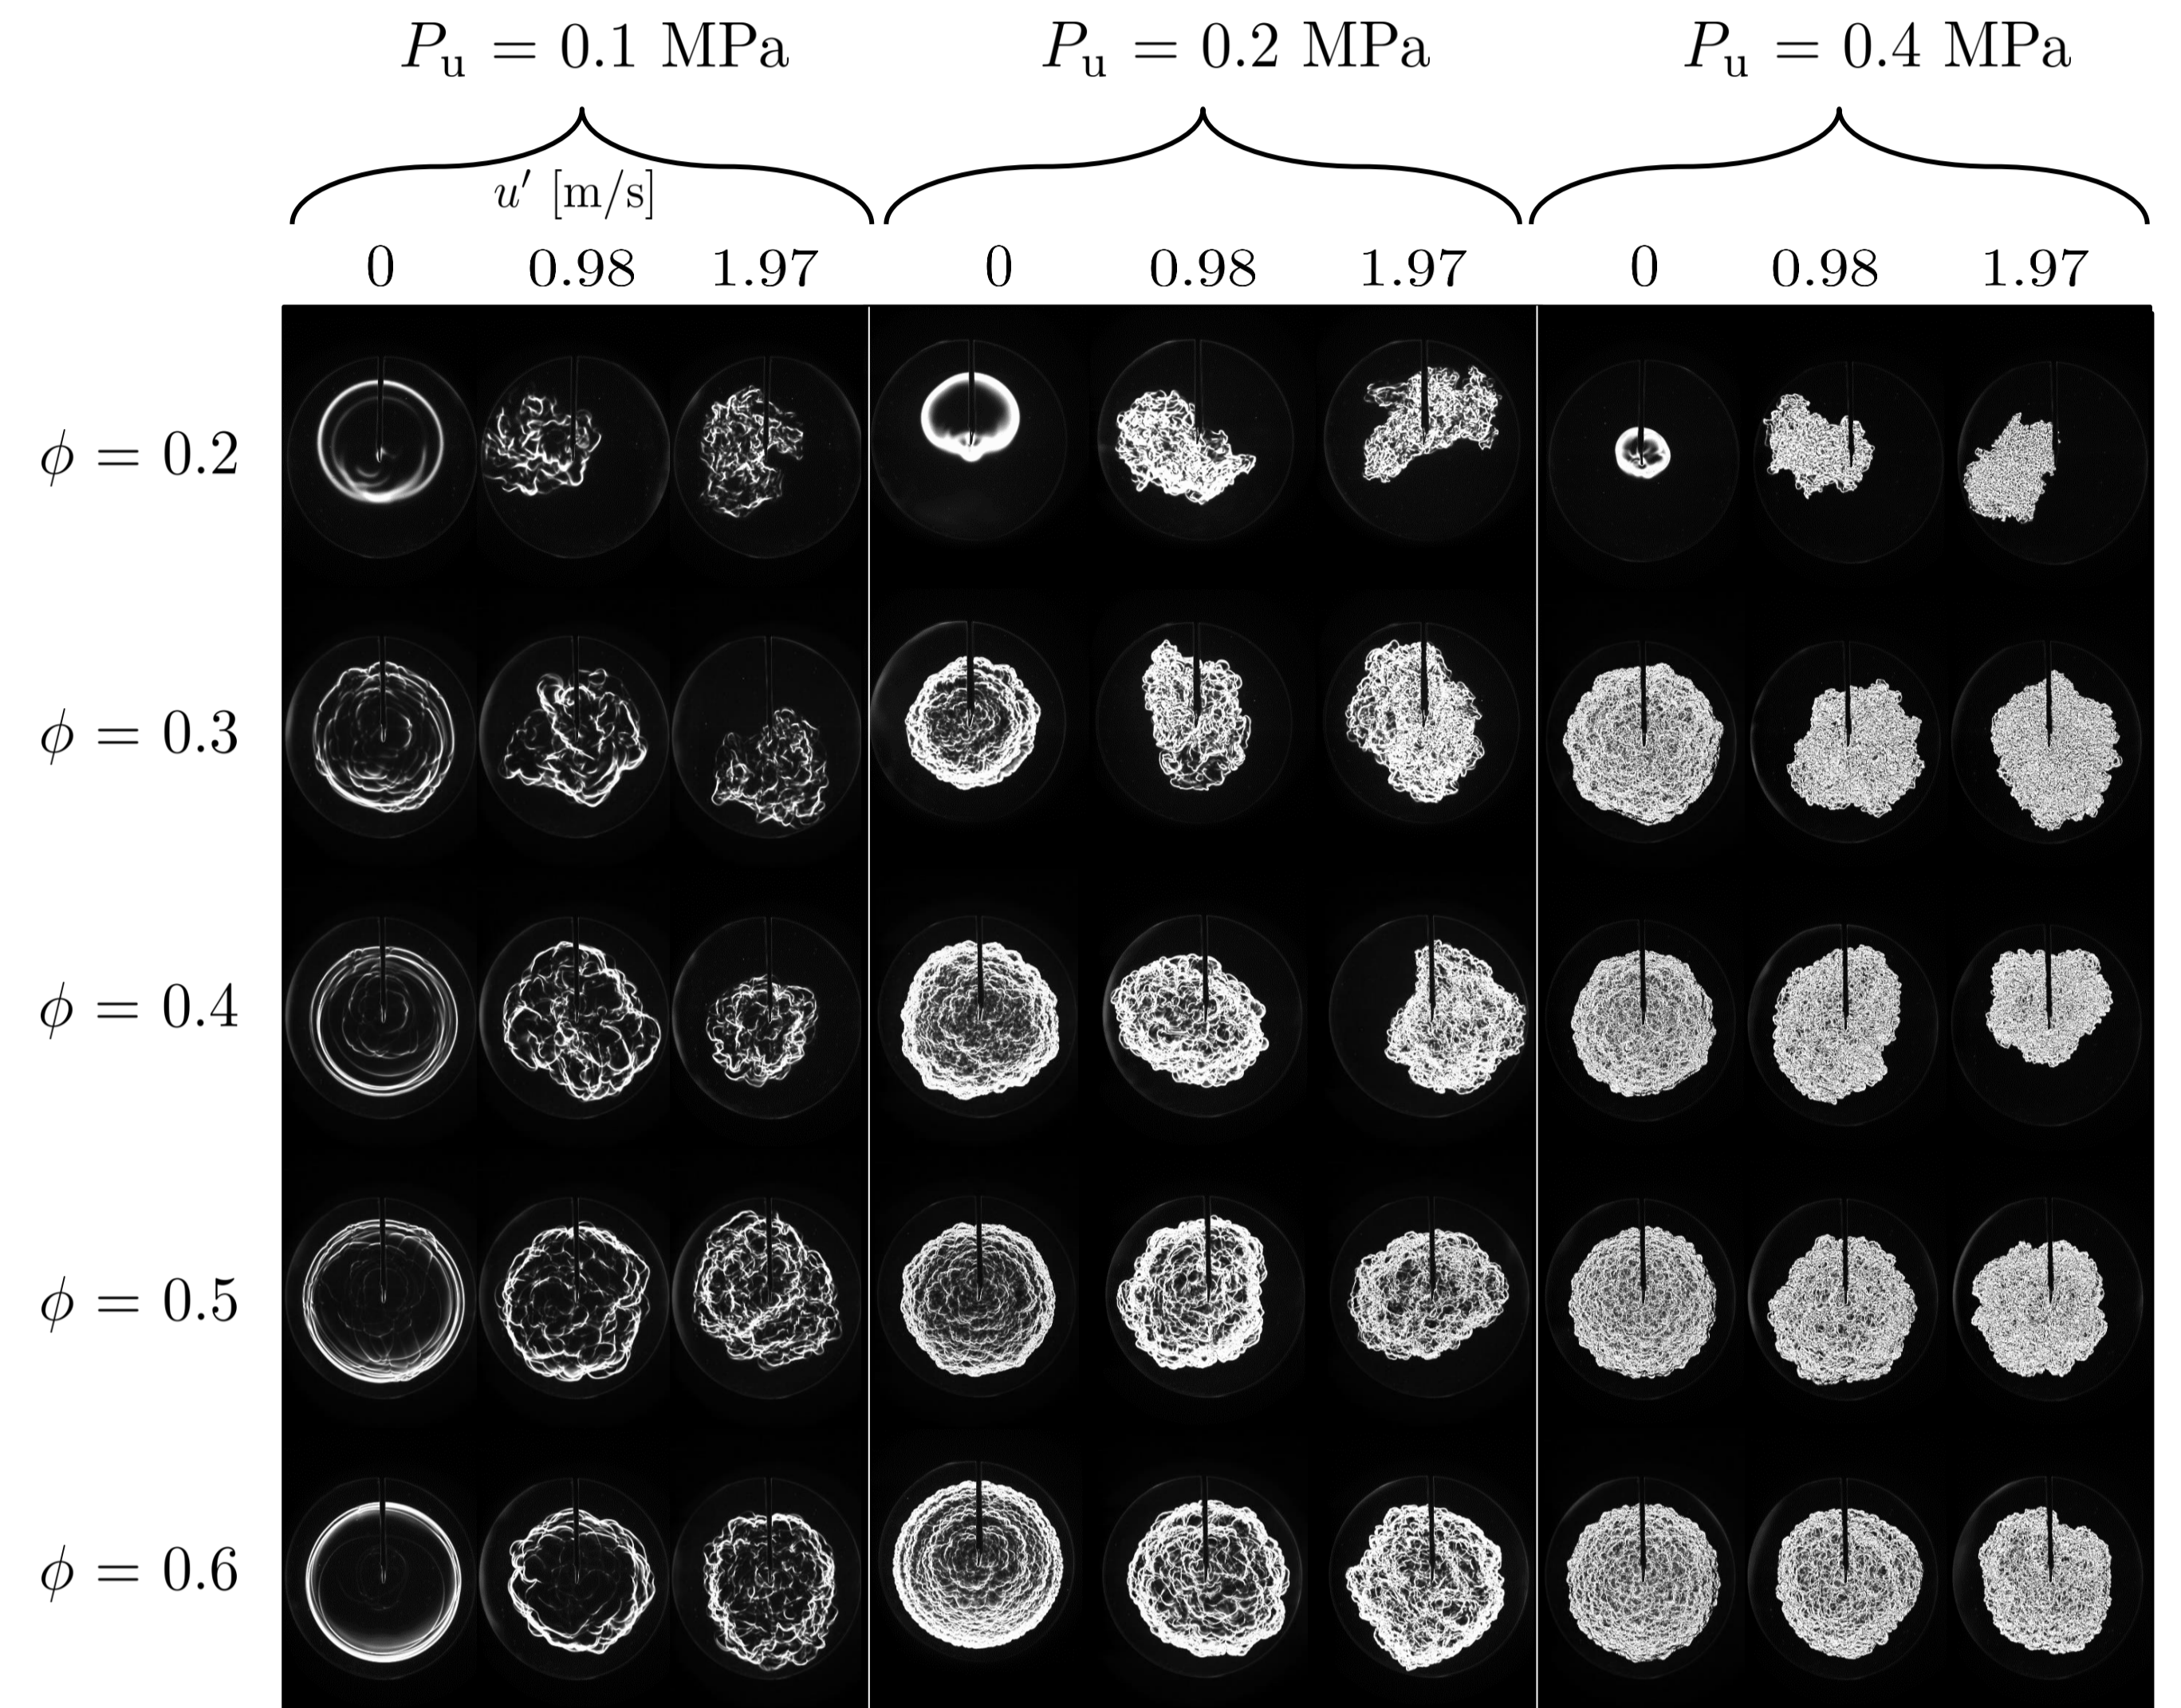 P_u = 0.1 MPa P_u = 0.2 MPa P_u = 0.4 MPa
u′ [m/s]
0 0.98 1.97 0 0.98 1.97 0 0.98 1.97
ϕ = 0.2
ϕ = 0.3
ϕ = 0.4
ϕ = 0.5
ϕ = 0.6